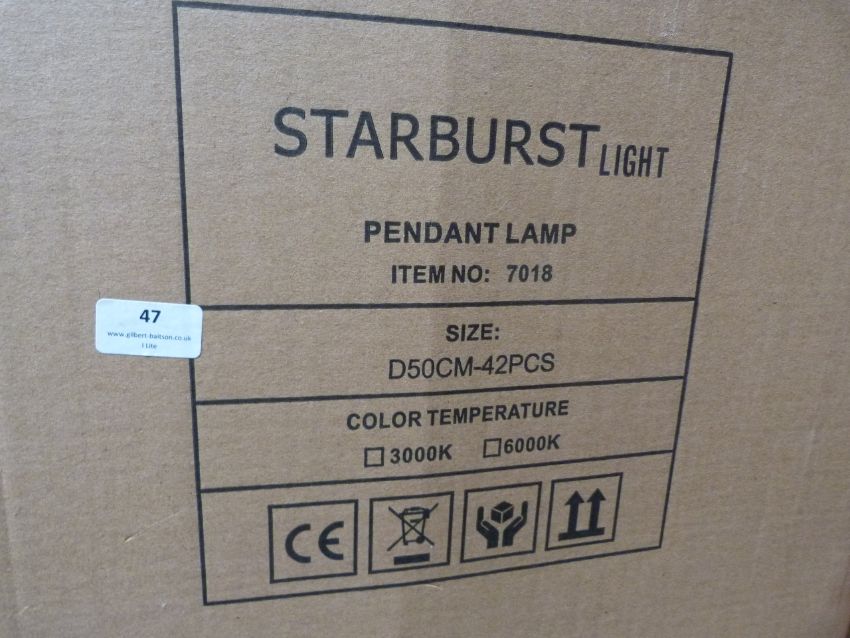 STARBURST LIGHT
PENDANT LAMP
ITEM NO: 7018
47
www.gilbert-baitson.co.uk
I Lite
SIZE:
D50CM-42PCS
COLOR TEMPERATURE
☐3000K ☐6000K
CE